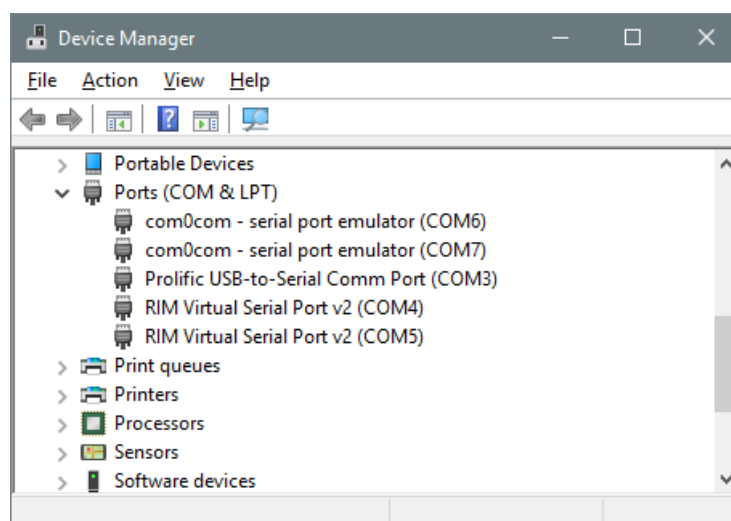 Device Manager
File Action View Help
Portable Devices
Ports (COM & LPT)
com0com - serial port emulator (COM6)
com0com - serial port emulator (COM7)
Prolific USB-to-Serial Comm Port (COM3)
RIM Virtual Serial Port v2 (COM4)
RIM Virtual Serial Port v2 (COM5)
Print queues
Printers
Processors
Sensors
Software devices